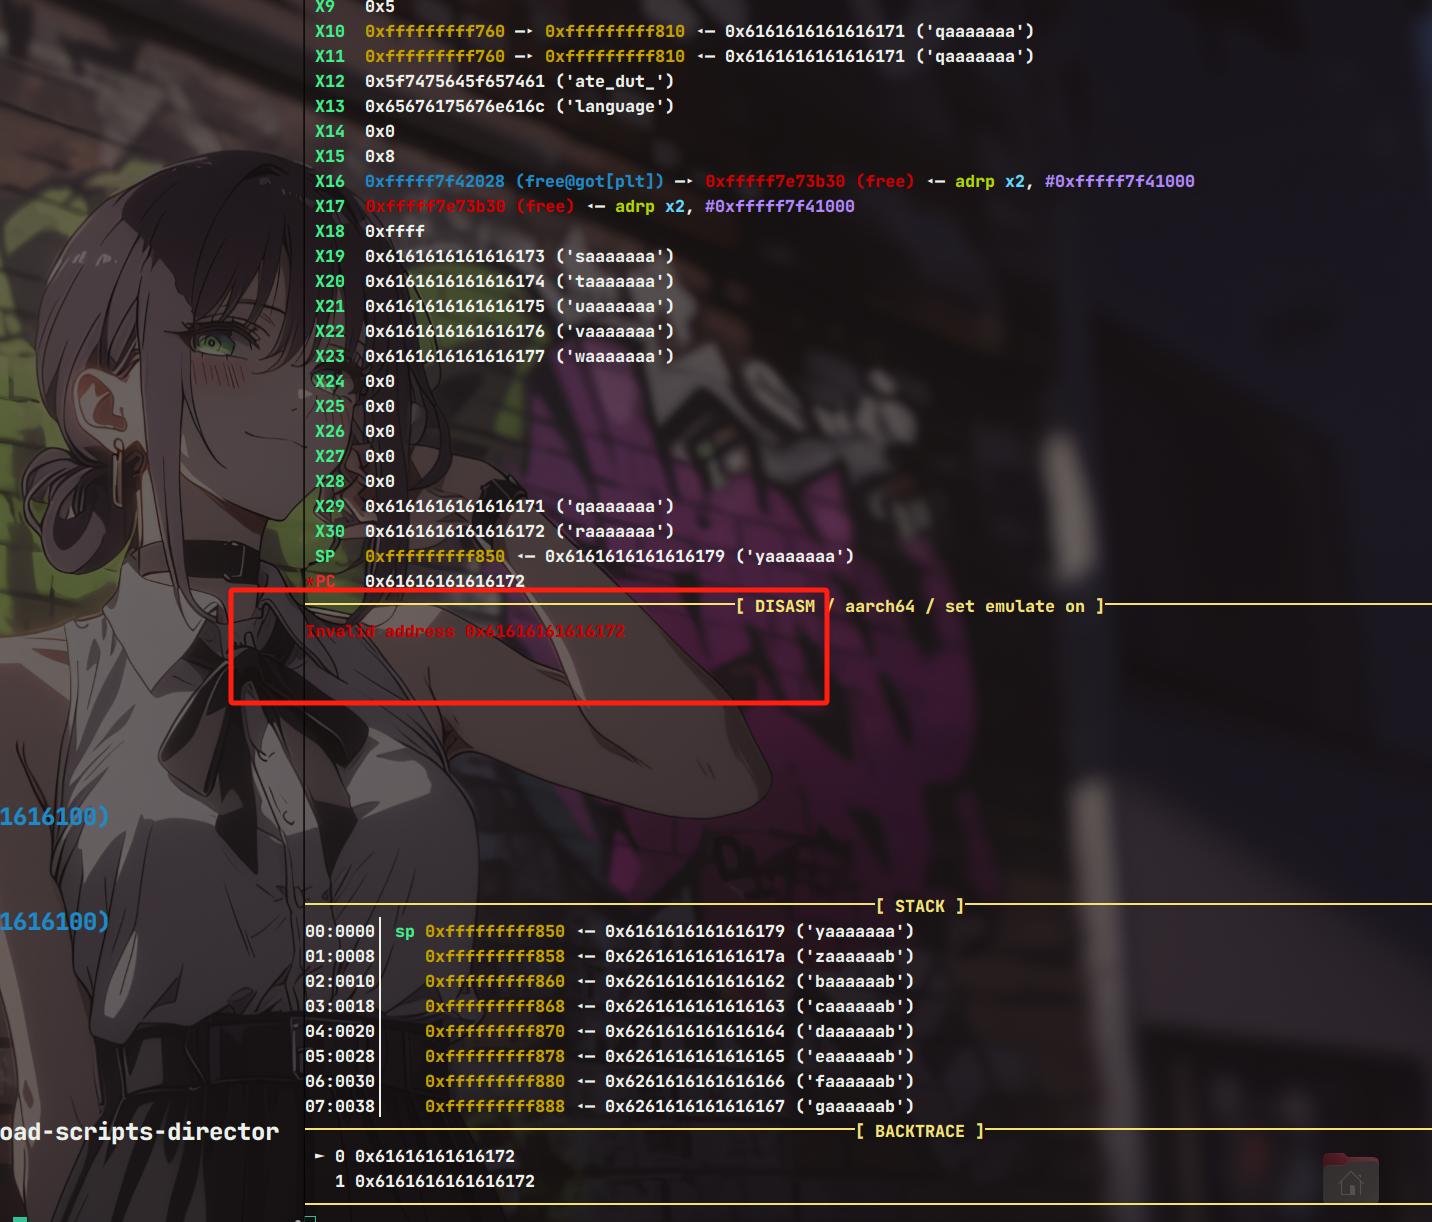 X9 0x5
X10 0xfffffffff760 —▸ 0xfffffffff810 ◂— 0x6161616161616171 ('qaaaaaaa')
X11 0xfffffffff760 —▸ 0xfffffffff810 ◂— 0x6161616161616171 ('qaaaaaaa')
X12 0x5f7475645f657461 ('ate_dut_')
X13 0x65676175676e616c ('language')
X14 0x0
X15 0x8
X16 0xfffff7f42028 (free@got[plt]) —▸ 0xfffff7e73b30 (free) ◂— adrp x2, #0xfffff7f41000
X17 0xfffff7e73b30 (free) ◂— adrp x2, #0xfffff7f41000
X18 0xffff
X19 0x6161616161616173 ('saaaaaaa')
X20 0x6161616161616174 ('taaaaaaa')
X21 0x6161616161616175 ('uaaaaaaa')
X22 0x6161616161616176 ('vaaaaaaa')
X23 0x6161616161616177 ('waaaaaaa')
X24 0x0
X25 0x0
X26 0x0
X27 0x0
X28 0x0
X29 0x6161616161616171 ('qaaaaaaa')
X30 0x6161616161616172 ('raaaaaaa')
SP 0xfffffffff850 ◂— 0x6161616161616179 ('yaaaaaaa')
*PC 0x61616161616172
[ DISASM / aarch64 / set emulate on ]
Invalid address 0x61616161616172
1616100)
1616100)
oad-scripts-director
[ STACK ]
00:0000│ sp 0xfffffffff850 ◂— 0x6161616161616179 ('yaaaaaaa')
01:0008│ 0xfffffffff858 ◂— 0x626161616161617a ('zaaaaaab')
02:0010│ 0xfffffffff860 ◂— 0x6261616161616162 ('baaaaaab')
03:0018│ 0xfffffffff868 ◂— 0x6261616161616163 ('caaaaaab')
04:0020│ 0xfffffffff870 ◂— 0x6261616161616164 ('daaaaaab')
05:0028│ 0xfffffffff878 ◂— 0x6261616161616165 ('eaaaaaab')
06:0030│ 0xfffffffff880 ◂— 0x6261616161616166 ('faaaaaab')
07:0038│ 0xfffffffff888 ◂— 0x6261616161616167 ('gaaaaaab')
[ BACKTRACE ]
► 0 0x61616161616172
1 0x6161616161616172